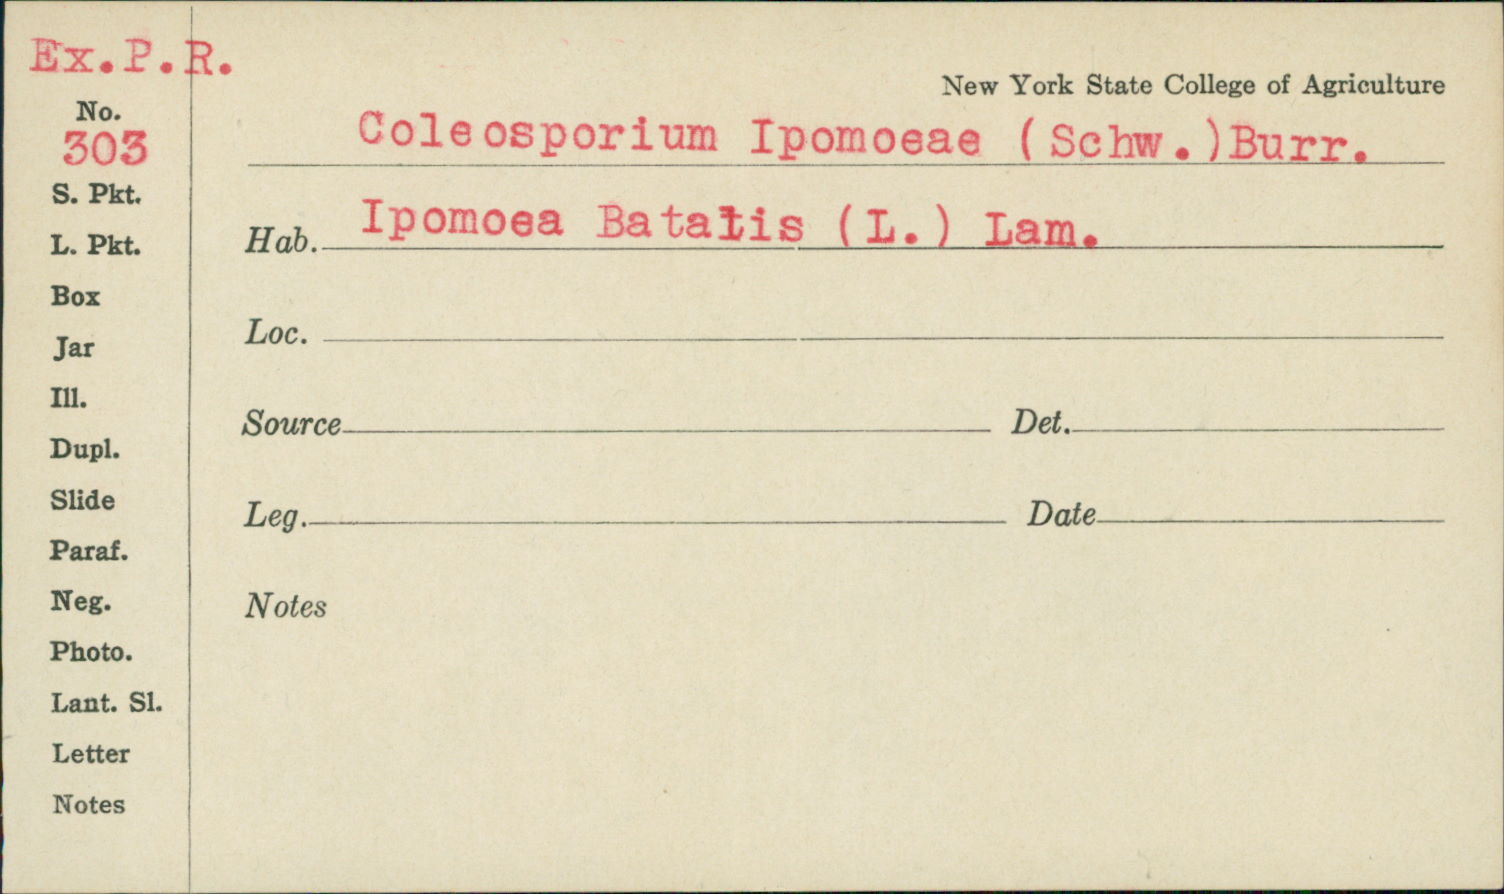 Ex.P.R.
New York State College of Agriculture
No.
303
Coleosporium Ipomoeae (Schw.)Burr.
S. Pkt.
Hab. Ipomoea Batatis (L.) Lam.
L. Pkt.
Box
Loc.
Jar
Ill.
Source Det.
Dupl.
Slide
Leg. Date
Paraf.
Neg.
Notes
Photo.
Lant. Sl.
Letter
Notes